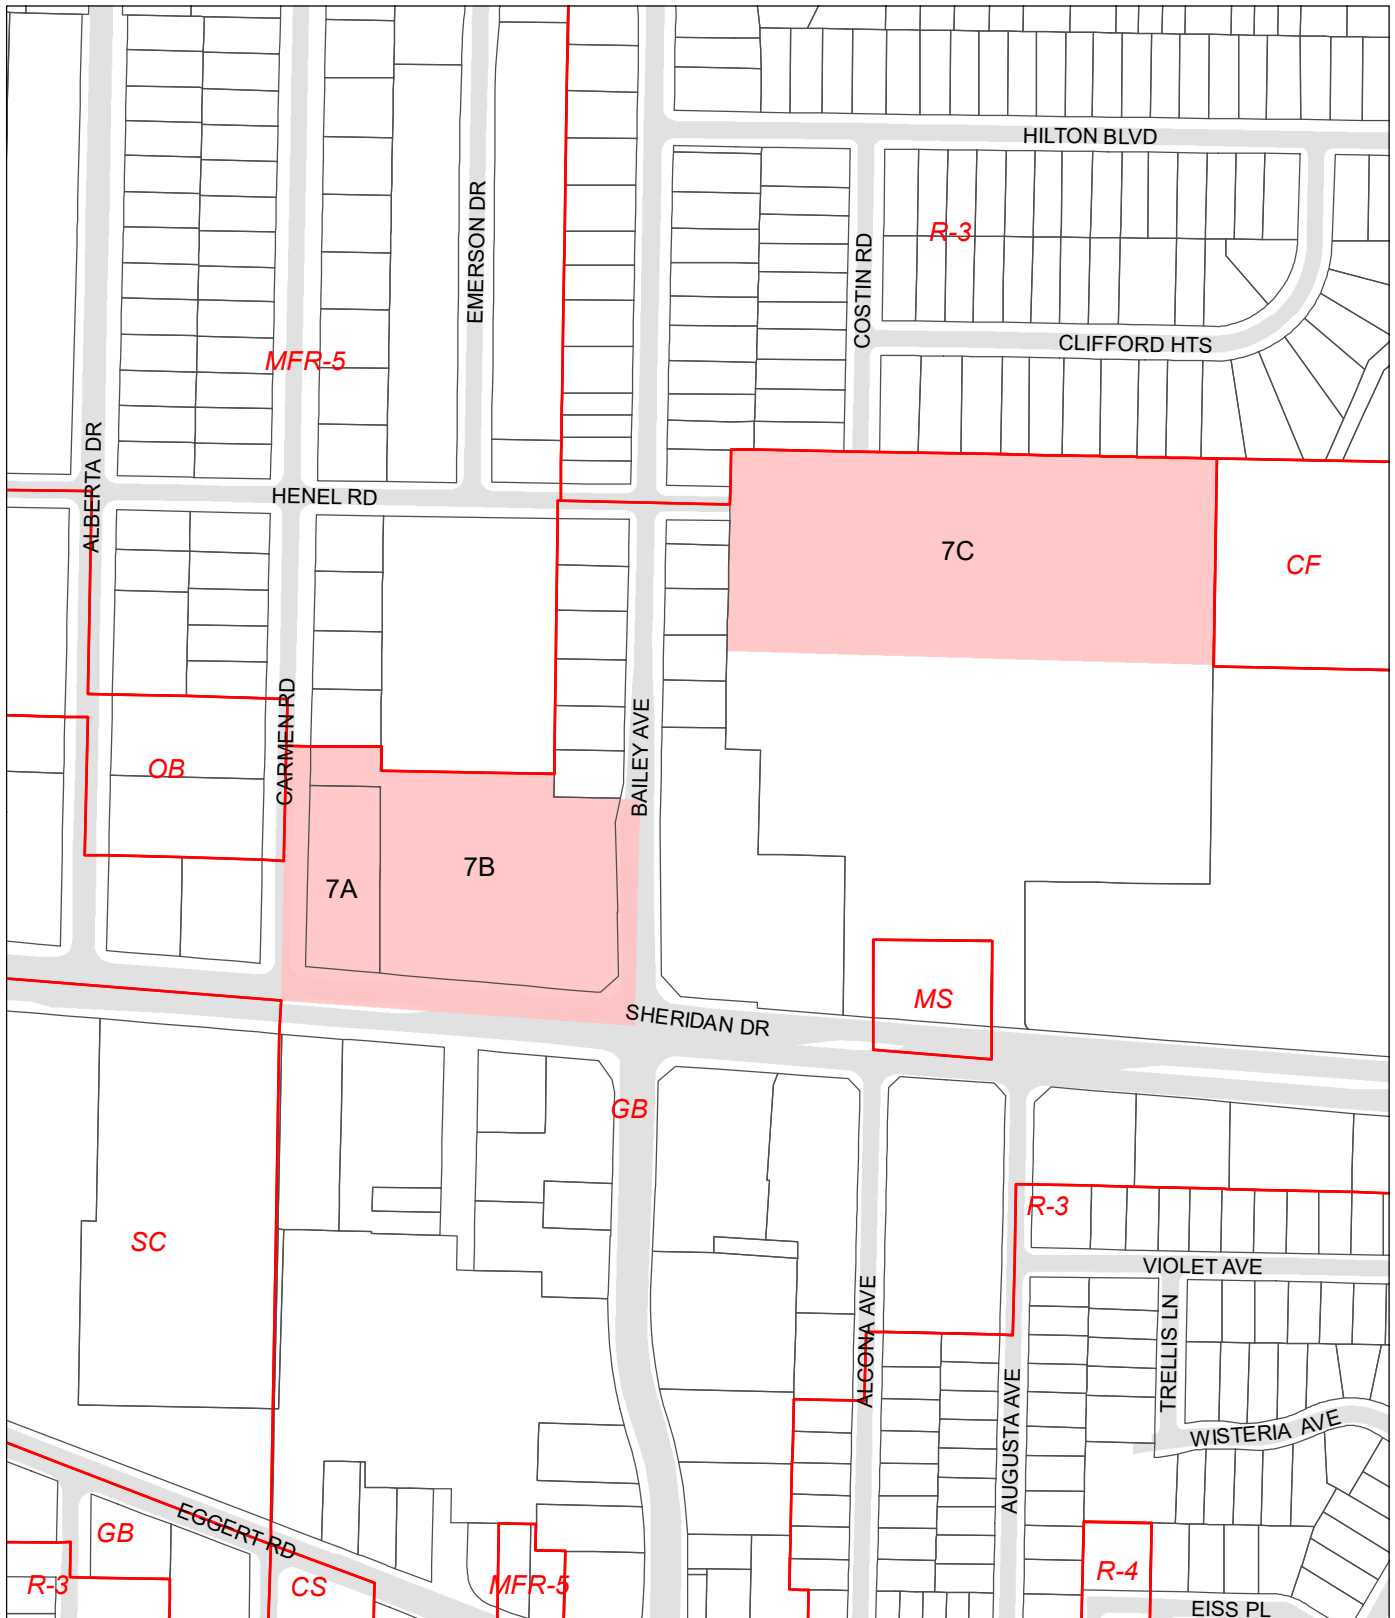 HILTON BLVD
EMERSON DR
R-3
COSTIN RD
CLIFFORD HTS
MFR-5
ALBERTA DR
HENEL RD
7C
CF
CARMEN RD
BAILEY AVE
OB
7B
7A
MS
SHERIDAN DR
GB
R-3
SC
VIOLET AVE
ALCONA AVE
TRELLIS LN
AUGUSTA AVE
WISTERIA AVE
EGGERT RD
GB
R-3
CS
MFR-5
R-4
EISS PL